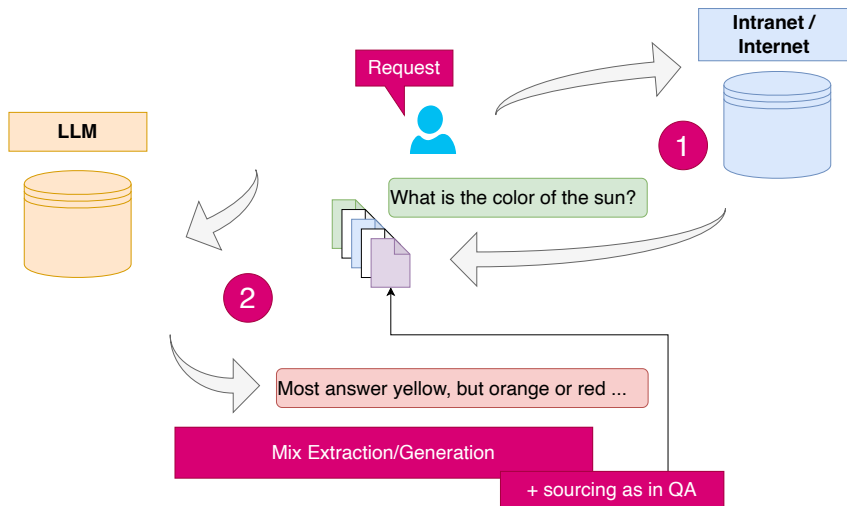 Intranet /
Internet
Request
LLM
1
What is the color of the sun?
2
Most answer yellow, but orange or red ...
Mix Extraction/Generation
+ sourcing as in QA